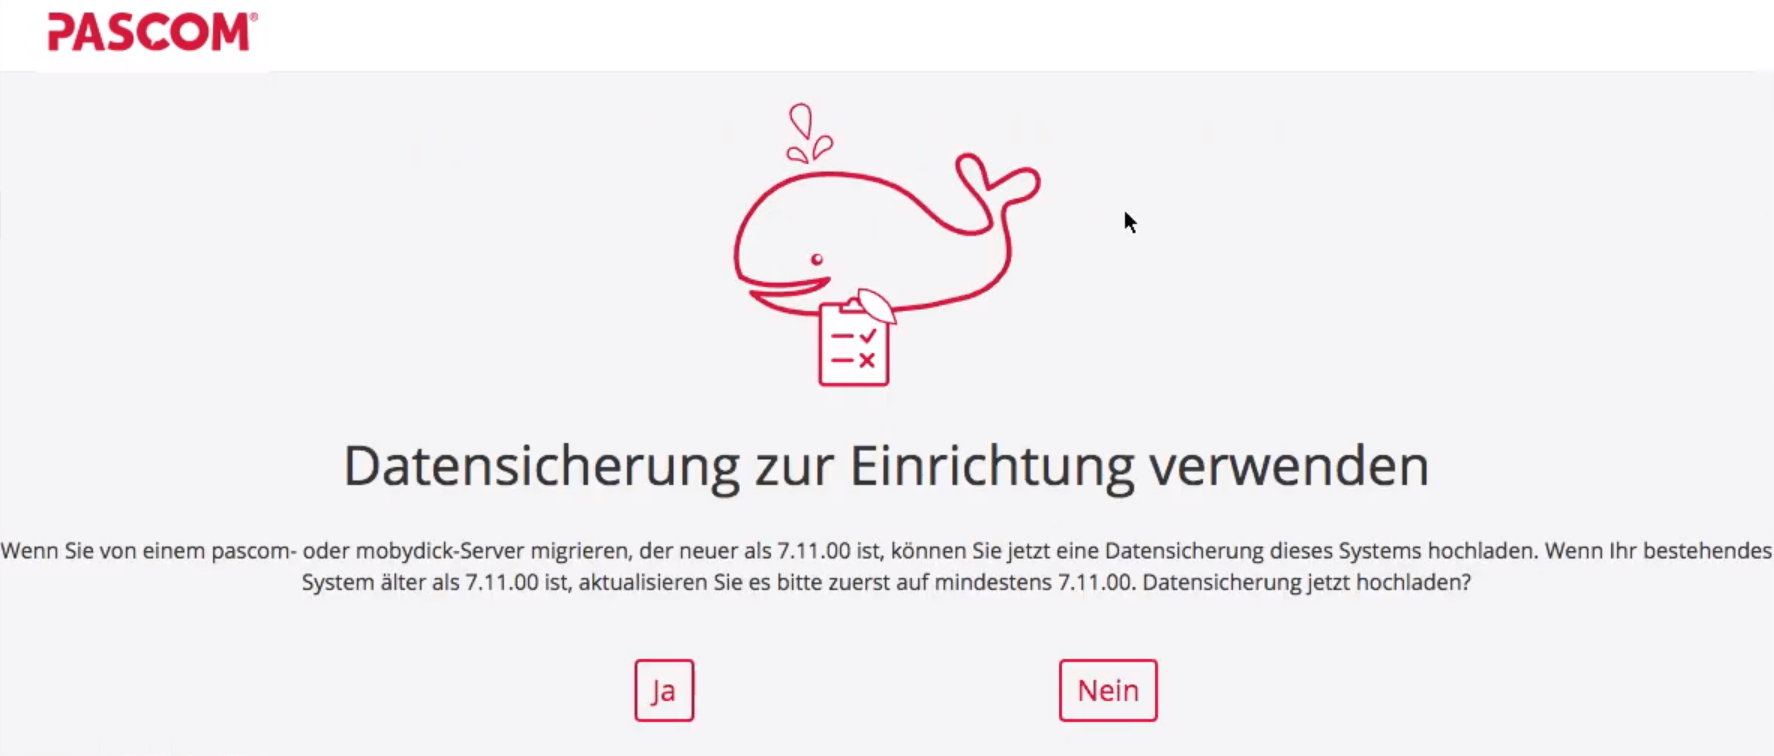 PASCOM®
Datensicherung zur Einrichtung verwenden
Wenn Sie von einem pascom- oder mobydick-Server migrieren, der neuer als 7.11.00 ist, können Sie jetzt eine Datensicherung dieses Systems hochladen. Wenn Ihr bestehendes
System älter als 7.11.00 ist, aktualisieren Sie es bitte zuerst auf mindestens 7.11.00. Datensicherung jetzt hochladen?
Ja
Nein